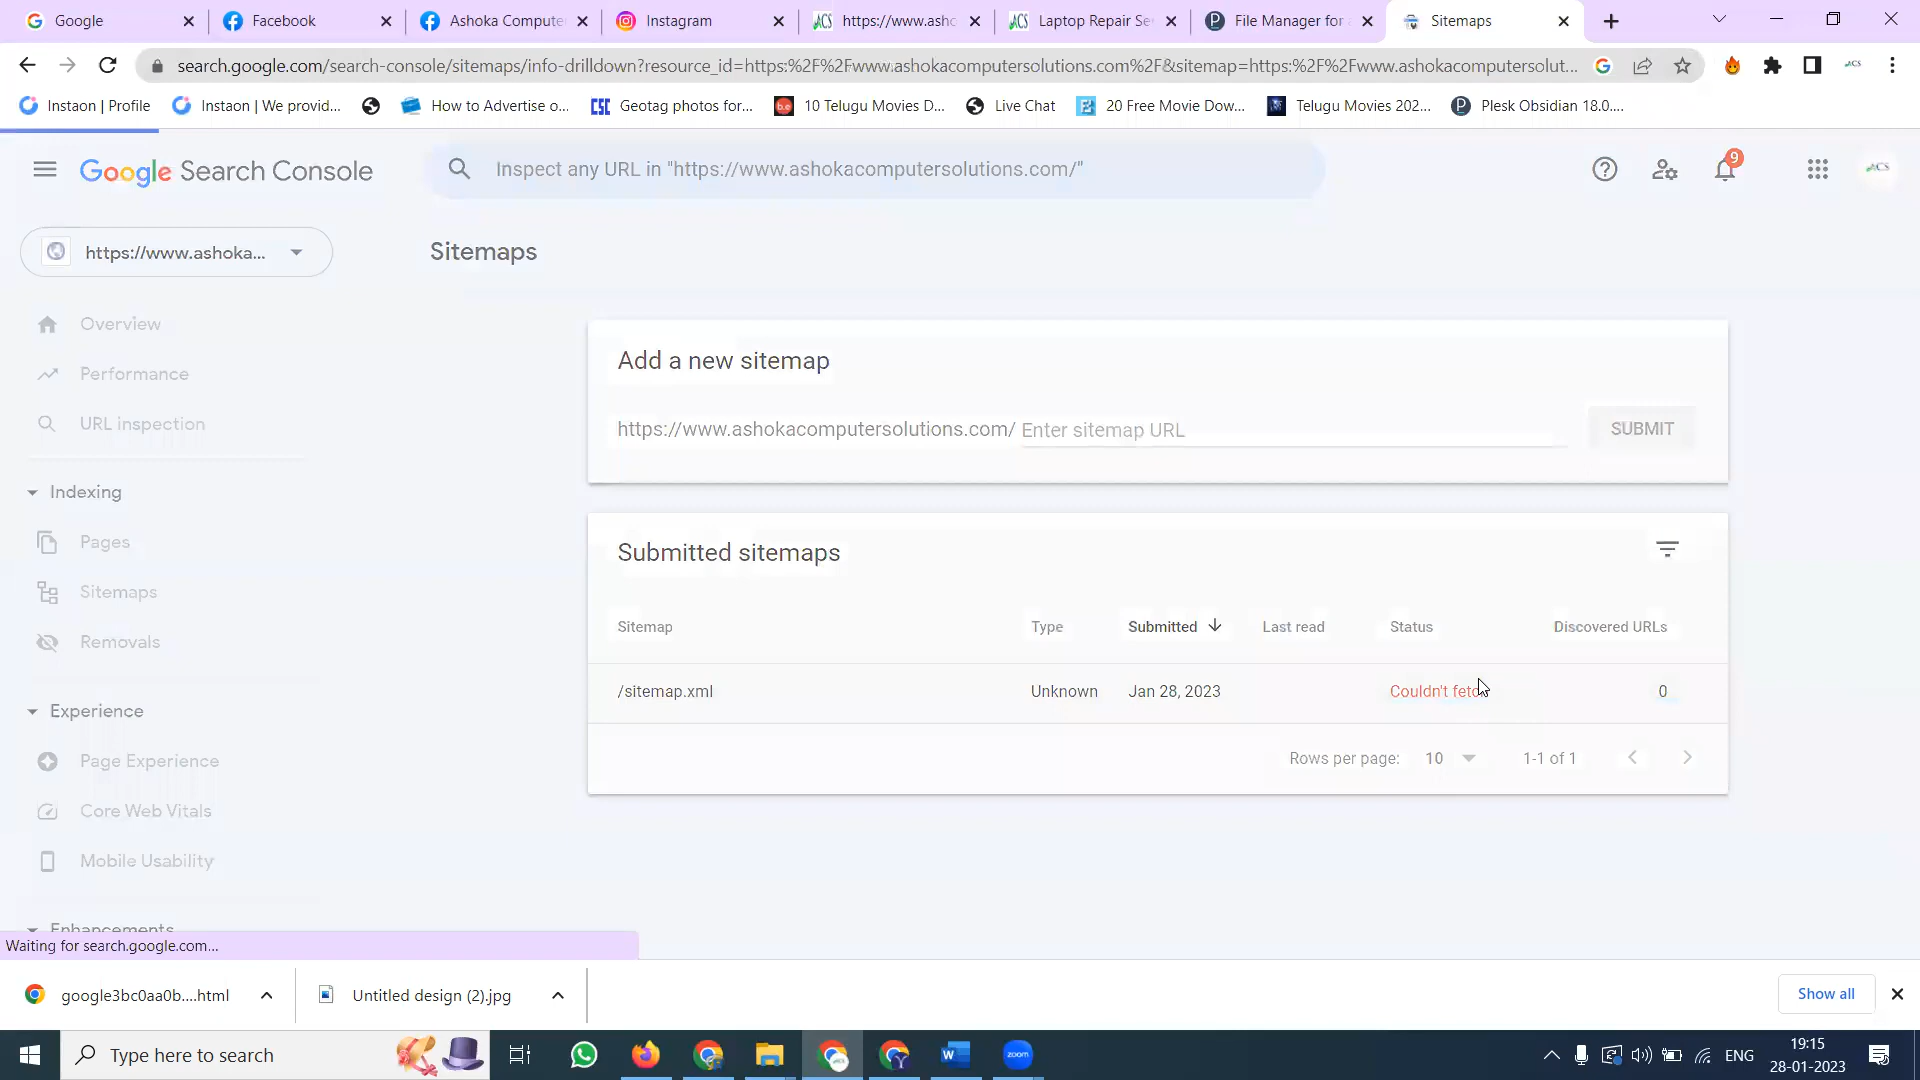 Google
Facebook
Ashoka Compute
Instagram
ACS
https://www.asho
ACS
Laptop Repair Se
File Manager for a
Sitemaps
search.google.com/search-console/sitemaps/info-drilldown?resource_id=https:%2F%2Fwww.ashokacomputersolutions.com%2F&sitemap=https:%2F%2Fwww.ashokacomputersolut...
Instaon | Profile
Instaon | We provid...
How to Advertise o...
Geotag photos for...
10 Telugu Movies D...
Live Chat
20 Free Movie Dow...
Telugu Movies 202...
Plesk Obsidian 18.0....
Google Search Console
Inspect any URL in "https://www.ashokacomputersolutions.com/"
9
ACS
https://www.ashoka...
Sitemaps
Overview
Performance
URL inspection
Indexing
Pages
Sitemaps
Removals
Experience
Page Experience
Core Web Vitals
Mobile Usability
Enhancements
Add a new sitemap
https://www.ashokacomputersolutions.com/ Enter sitemap URL
SUBMIT
Submitted sitemaps
Sitemap Type Submitted Last read Status Discovered URLs
/sitemap.xml Unknown Jan 28, 2023 Couldn't fetch 0
Rows per page: 10 1-1 of 1
Waiting for search.google.com...
google3bc0aa0b....html
Untitled design (2).jpg
Show all
Type here to search
zoom
ENG
19:15
28-01-2023